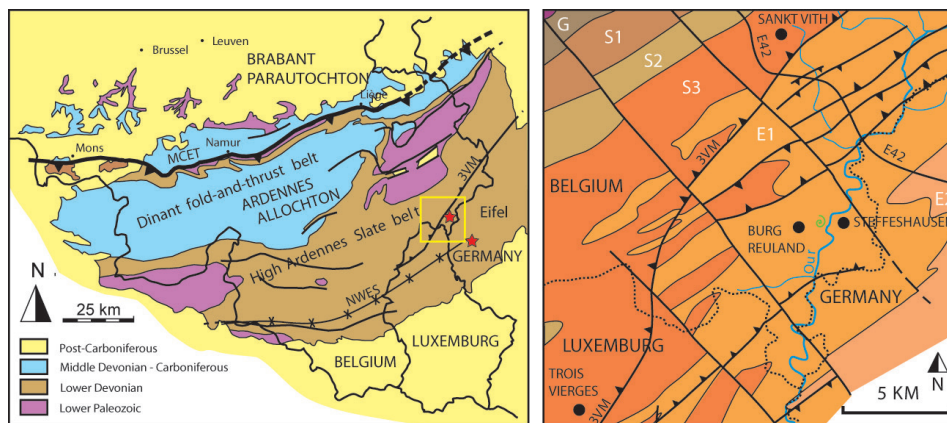 Leuven
Brussel
BRABANT
PARAUTOCHTON
Liège
Mons
MCET
Namur
Dinant fold-and-thrust belt
ARDENNES
ALLOCHTON
3VM
High Ardennes Slate belt
Eifel
GERMANY
N
25 km
NWES
LUXEMBURG
BELGIUM
Post-Carboniferous
Middle Devonian - Carboniferous
Lower Devonian
Lower Paleozoic
G
S1
S2
S3
SANKT VITH
E42
E1
3VM
E42
BELGIUM
BURG
REULAND
STEFFESHAUSEN
Our
GERMANY
LUXEMBURG
TROIS
VIERGES
3VM
N
5 KM